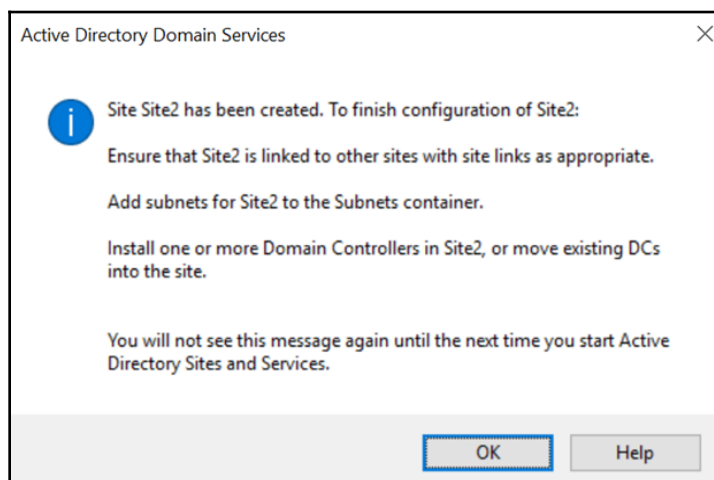 Active Directory Domain Services
Site Site2 has been created. To finish configuration of Site2:
Ensure that Site2 is linked to other sites with site links as appropriate.
Add subnets for Site2 to the Subnets container.
Install one or more Domain Controllers in Site2, or move existing DCs
into the site.
You will not see this message again until the next time you start Active
Directory Sites and Services.
OK
Help